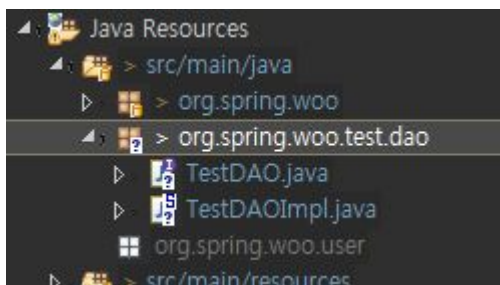 Java Resources
> src/main/java
> org.spring.woo
> org.spring.woo.test.dao
TestDAO.java
TestDAOImpl.java
org.spring.woo.user
> src/main/resources